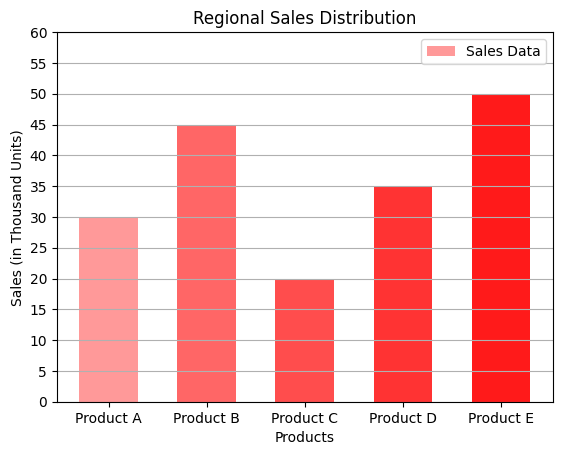 Regional Sales Distribution
Sales Data
Sales (in Thousand Units)
60
55
50
45
40
35
30
25
20
15
10
5
0
Product A Product B Product C Product D Product E
Products